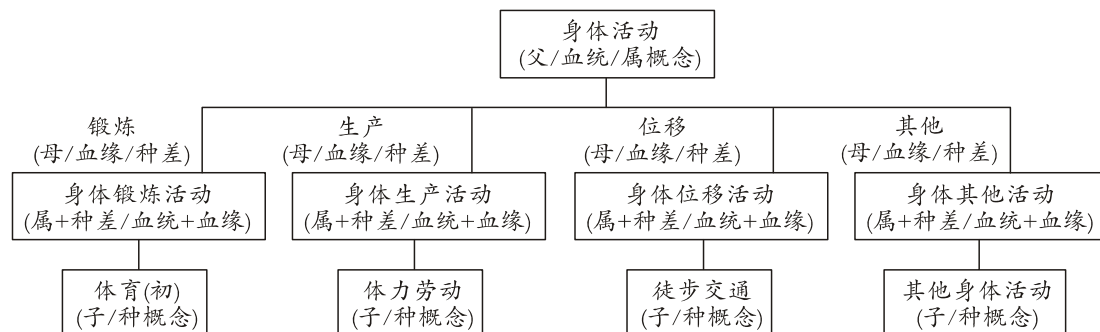 身体活动
(父/血统/属概念)
锻炼
(母/血缘/种差)
生产
(母/血缘/种差)
位移
(母/血缘/种差)
其他
(母/血缘/种差)
身体锻炼活动
(属+种差/血统+血缘)
身体生产活动
(属+种差/血统+血缘)
身体位移活动
(属+种差/血统+血缘)
身体其他活动
(属+种差/血统+血缘)
体育(初)
(子/种概念)
体力劳动
(子/种概念)
徒步交通
(子/种概念)
其他身体活动
(子/种概念)